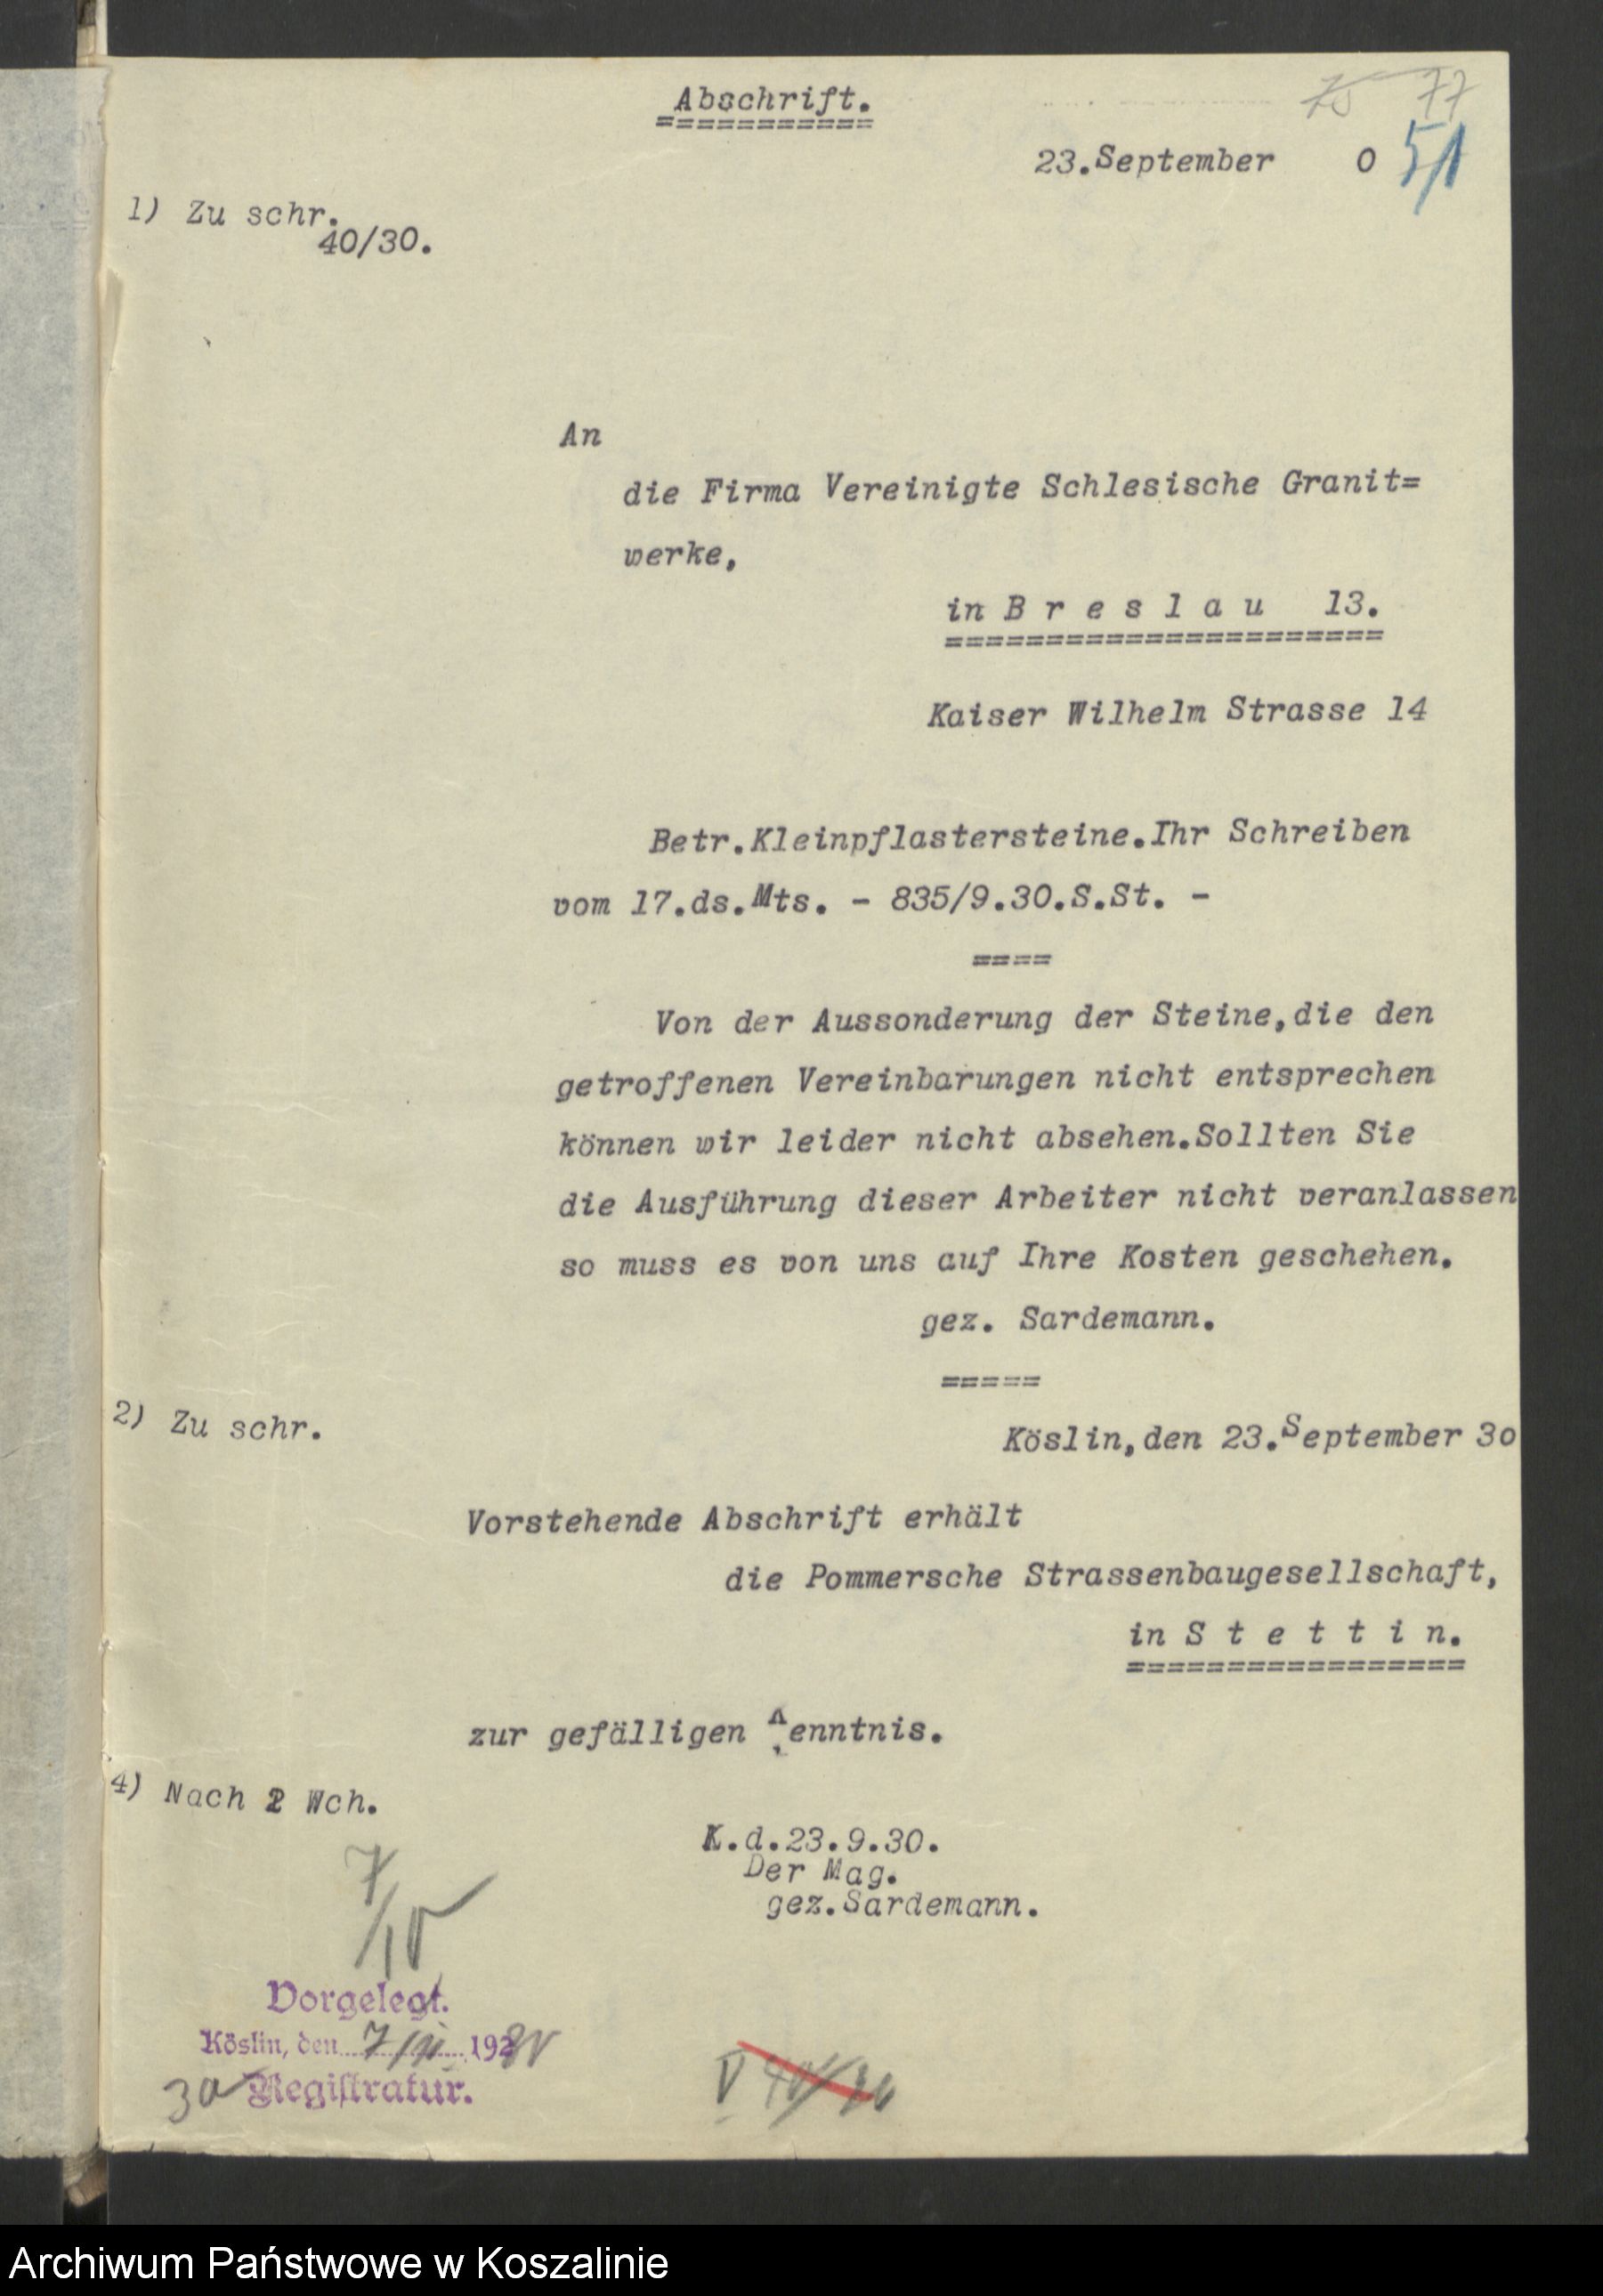 Abschrift.
===========
75 77
23.September 0 51
1) Zu schr.
40/30.
An
die Firma Vereinigte Schlesische Granit=
werke,
in B r e s l a u 13.
======================
Kaiser Wilhelm Strasse 14
Betr.Kleinpflastersteine.Ihr Schreiben
vom 17.ds.Mts. - 835/9.30.S.St. -
====
Von der Aussonderung der Steine,die den
getroffenen Vereinbarungen nicht entsprechen
können wir leider nicht absehen.Sollten Sie
die Ausführung dieser Arbeiter nicht veranlassen
so muss es von uns auf Ihre Kosten geschehen.
gez. Sardemann.
=====
2) Zu schr.
Köslin,den 23.September 30
Vorstehende Abschrift erhält
die Pommersche Strassenbaugesellschaft,
in S t e t t i n.
=================
zur gefälligen Kenntnis.
4) Nach 2 Wch.
K.d.23.9.30.
Der Mag.
gez.Sardemann.
7/10
Vorgelegt.
Köslin, den 7/ 192
Registratur.
V
Archiwum Państwowe w Koszalinie